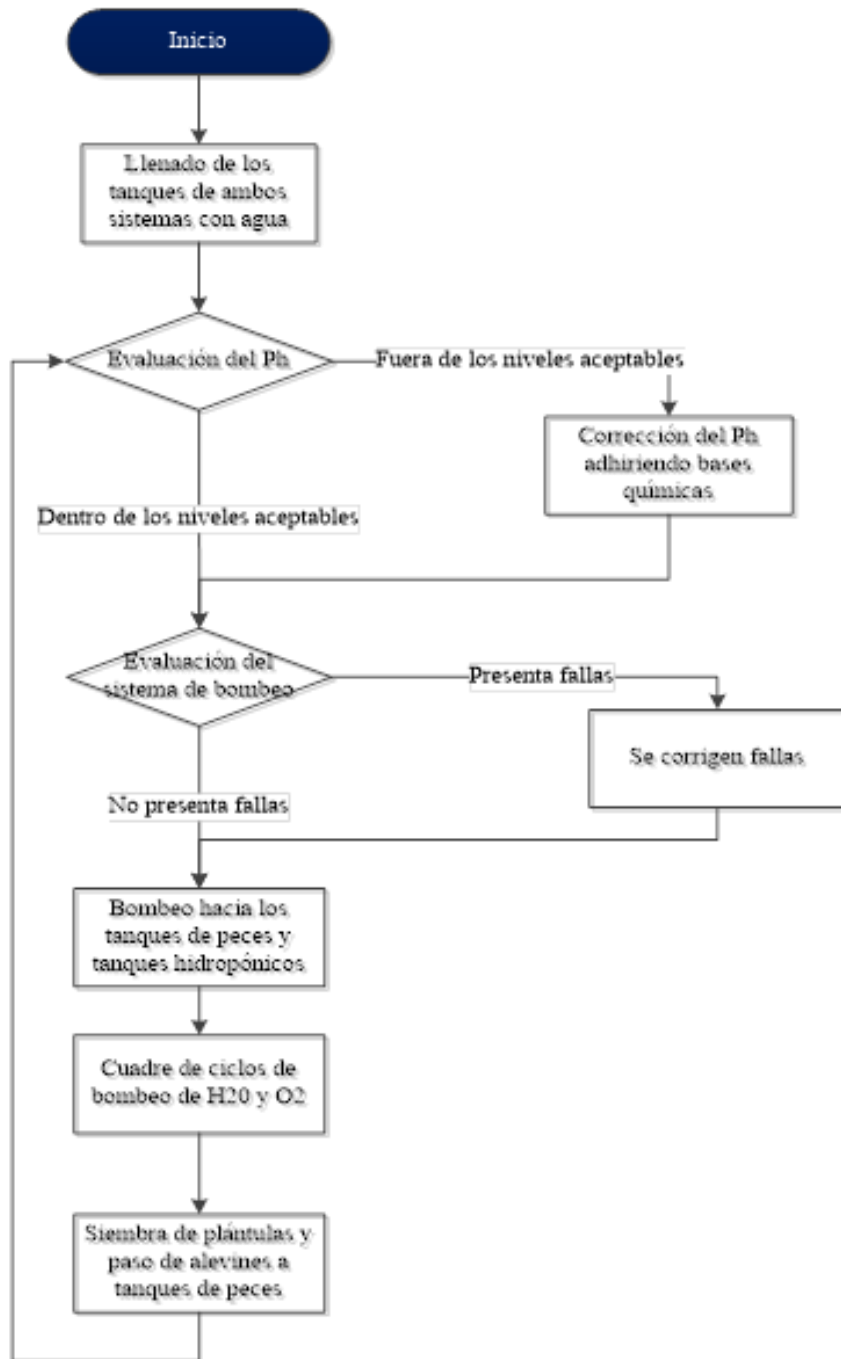 Inicio
Llenado de los
tanques de ambos
sistemas con agua
Evaluación del Ph
Fuera de los niveles aceptables
Corrección del Ph
adhiriendo bases
químicas
Dentro de los niveles aceptables
Evaluación del
sistema de bombeo
Presenta fallas
Se corrigen fallas
No presenta fallas
Bombeo hacia los
tanques de peces y
tanques hidropónicos
Cuadre de ciclos de
bombeo de H20 y O2
Siembra de plántulas y
paso de alevines a
tanques de peces